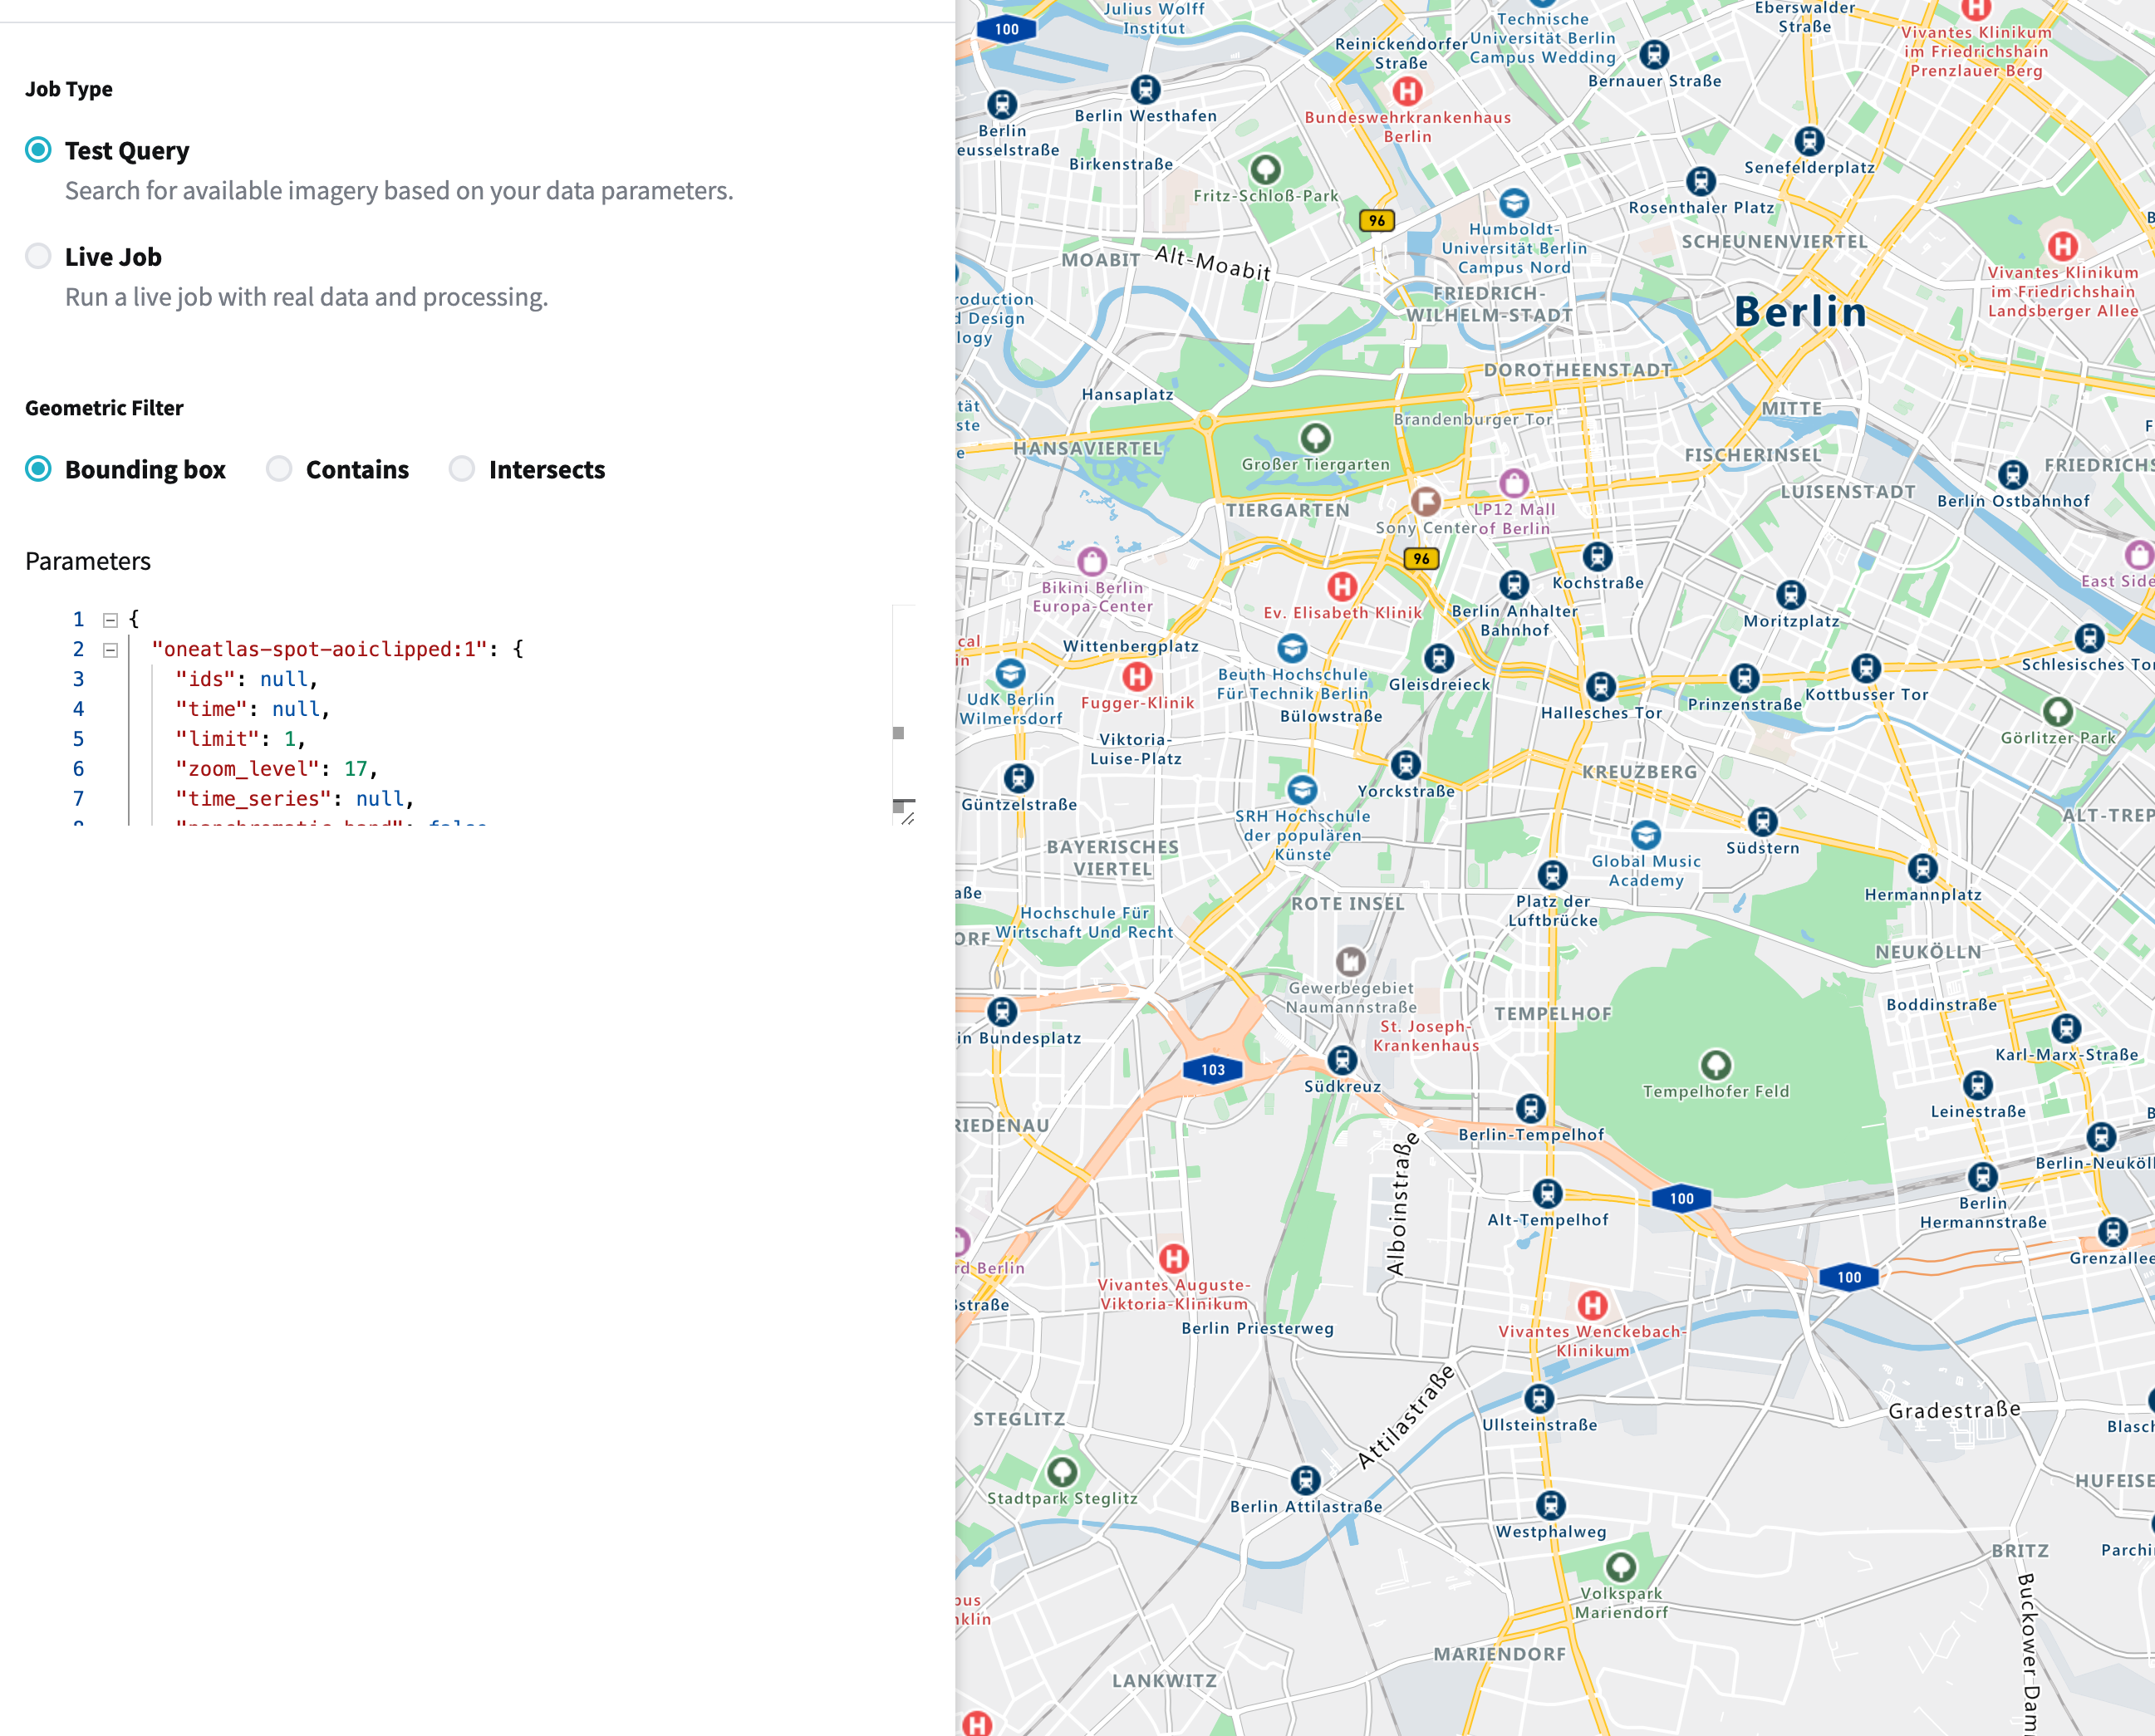 Job Type
Test Query
Search for available imagery based on your data parameters.
Live Job
Run a live job with real data and processing.
Geometric Filter
Bounding box
Contains
Intersects
Parameters
1
{
2
"oneatlas-spot-aoiclipped:1": {
3
"ids": null,
4
"time": null,
5
"limit": 1,
6
"zoom_level": 17,
7
"time_series": null,
100
Julius Wolff
Institut
Technische
Universität Berlin
Campus Wedding
Eberswalder
Straße
Vivantes Klinikum
im Friedrichshain
Prenzlauer Berg
Reinickendorfer
Straße
Bernauer Straße
Berlin
eusselstraße
Berlin Westhafen
Bundeswehrkrankenhaus
Berlin
Birkenstraße
Senefelderplatz
Fritz-Schloß-Park
96
Rosenthaler Platz
Humboldt-
Universität Berlin
Campus Nord
SCHEUNENVIERTEL
MOABIT
Alt-Moabit
Vivantes Klinikum
im Friedrichshain
Landsberger Allee
roduction
d Design
logy
FRIEDRICH-
WILHELM-STADT
Berlin
DOROTHEENSTADT
Hansaplatz
tät
ste
MITTE
Brandenburger Tor
HANSAVIERTEL
Großer Tiergarten
FISCHERINSEL
FRIEDRICHS
LUISENSTADT
Berlin Ostbahnhof
TIERGARTEN
Sony Center
LP12 Mall
of Berlin
96
Bikini Berlin
Europa-Center
Kochstraße
East Side
Ev. Elisabeth Klinik
Berlin Anhalter
Bahnhof
Moritzplatz
cal
in
Wittenbergplatz
Schlesisches Tor
UdK Berlin
Wilmersdorf
Fugger-Klinik
Beuth Hochschule
Für Technik Berlin
Gleisdreieck
Bülowstraße
Hallesches Tor
Prinzenstraße
Kottbusser Tor
Viktoria-
Luise-Platz
Görlitzer Park
KREUZBERG
Güntzelstraße
Yorckstraße
SRH Hochschule
der populären
Künste
ALT-TREP
BAYERISCHES
VIERTEL
Global Music
Academy
Südstern
aße
Hermannplatz
ROTE INSEL
Platz der
Luftbrücke
Hochschule Für
Wirtschaft Und Recht
ORF
NEUKÖLLN
Gewerbegebiet
Naumannstraße
Boddinstraße
TEMPELHOF
in Bundesplatz
St. Joseph-
Krankenhaus
Karl-Marx-Straße
103
Südkreuz
Tempelhofer Feld
Leinestraße
RIEDENAU
Berlin-Tempelhof
Alboinstraße
Berlin-Neuköll
100
Alt-Tempelhof
Berlin
Hermannstraße
Grenzallee
rd Berlin
100
Vivantes Auguste-
Viktoria-Klinikum
sstraße
Berlin Priesterweg
Vivantes Wenckebach-
Klinikum
Attilastraße
STEGLITZ
Ullsteinstraße
Gradestraße
Blasch
HUFEISE
Stadtpark Steglitz
Berlin Attilastraße
Westphalweg
BRITZ
Parchi
Volkspark
Mariendorf
bus
nklin
Buckower Dam
MARIENDORF
LANKWITZ